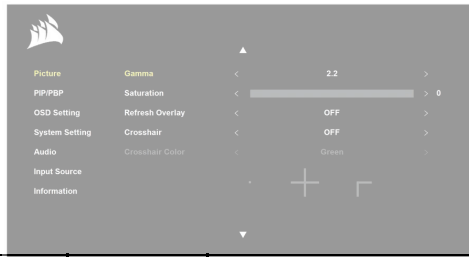 Picture Gamma < 2.2 >
PIP/PBP Saturation < > 0
OSD Setting Refresh Overlay < OFF >
System Setting Crosshair < OFF >
Audio Crosshair Color < Green >
Input Source
Information